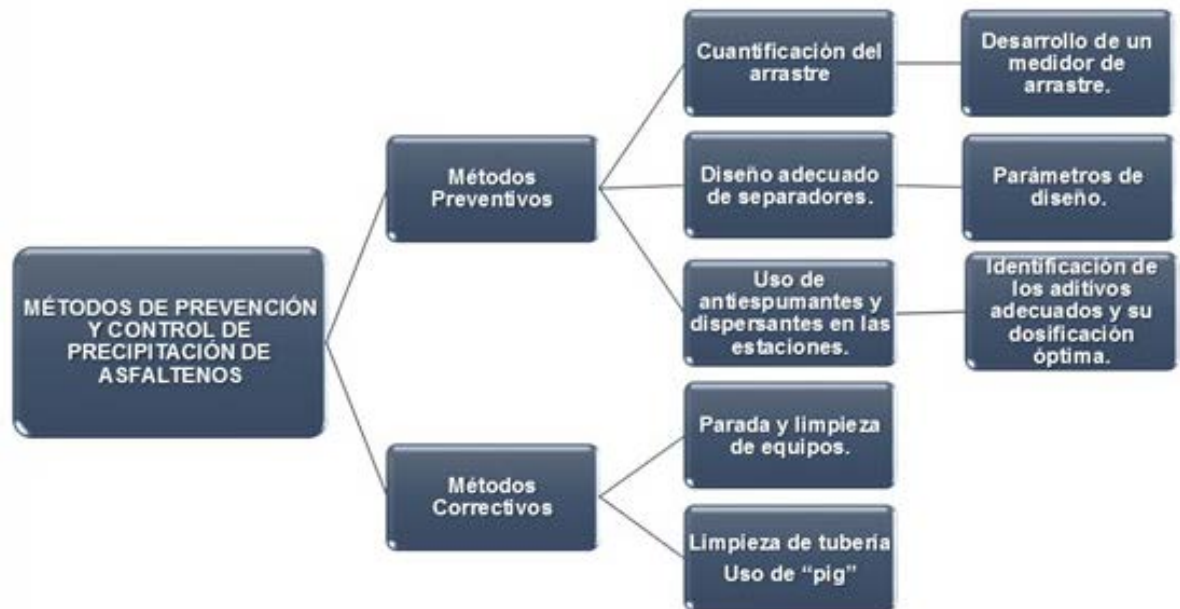 MÉTODOS DE PREVENCIÓN
Y CONTROL DE
PRECIPITACIÓN DE
ASFALTENOS
Métodos
Preventivos
Cuantificación del
arrastre
Desarrollo de un
medidor de
arrastre.
Diseño adecuado
de separadores.
Parámetros de
diseño.
Uso de
antiespumantes y
dispersantes en las
estaciones.
Identificación de
los aditivos
adecuados y su
dosificación
óptima.
Métodos
Correctivos
Parada y limpieza
de equipos.
Limpieza de tubería
Uso de “pig”